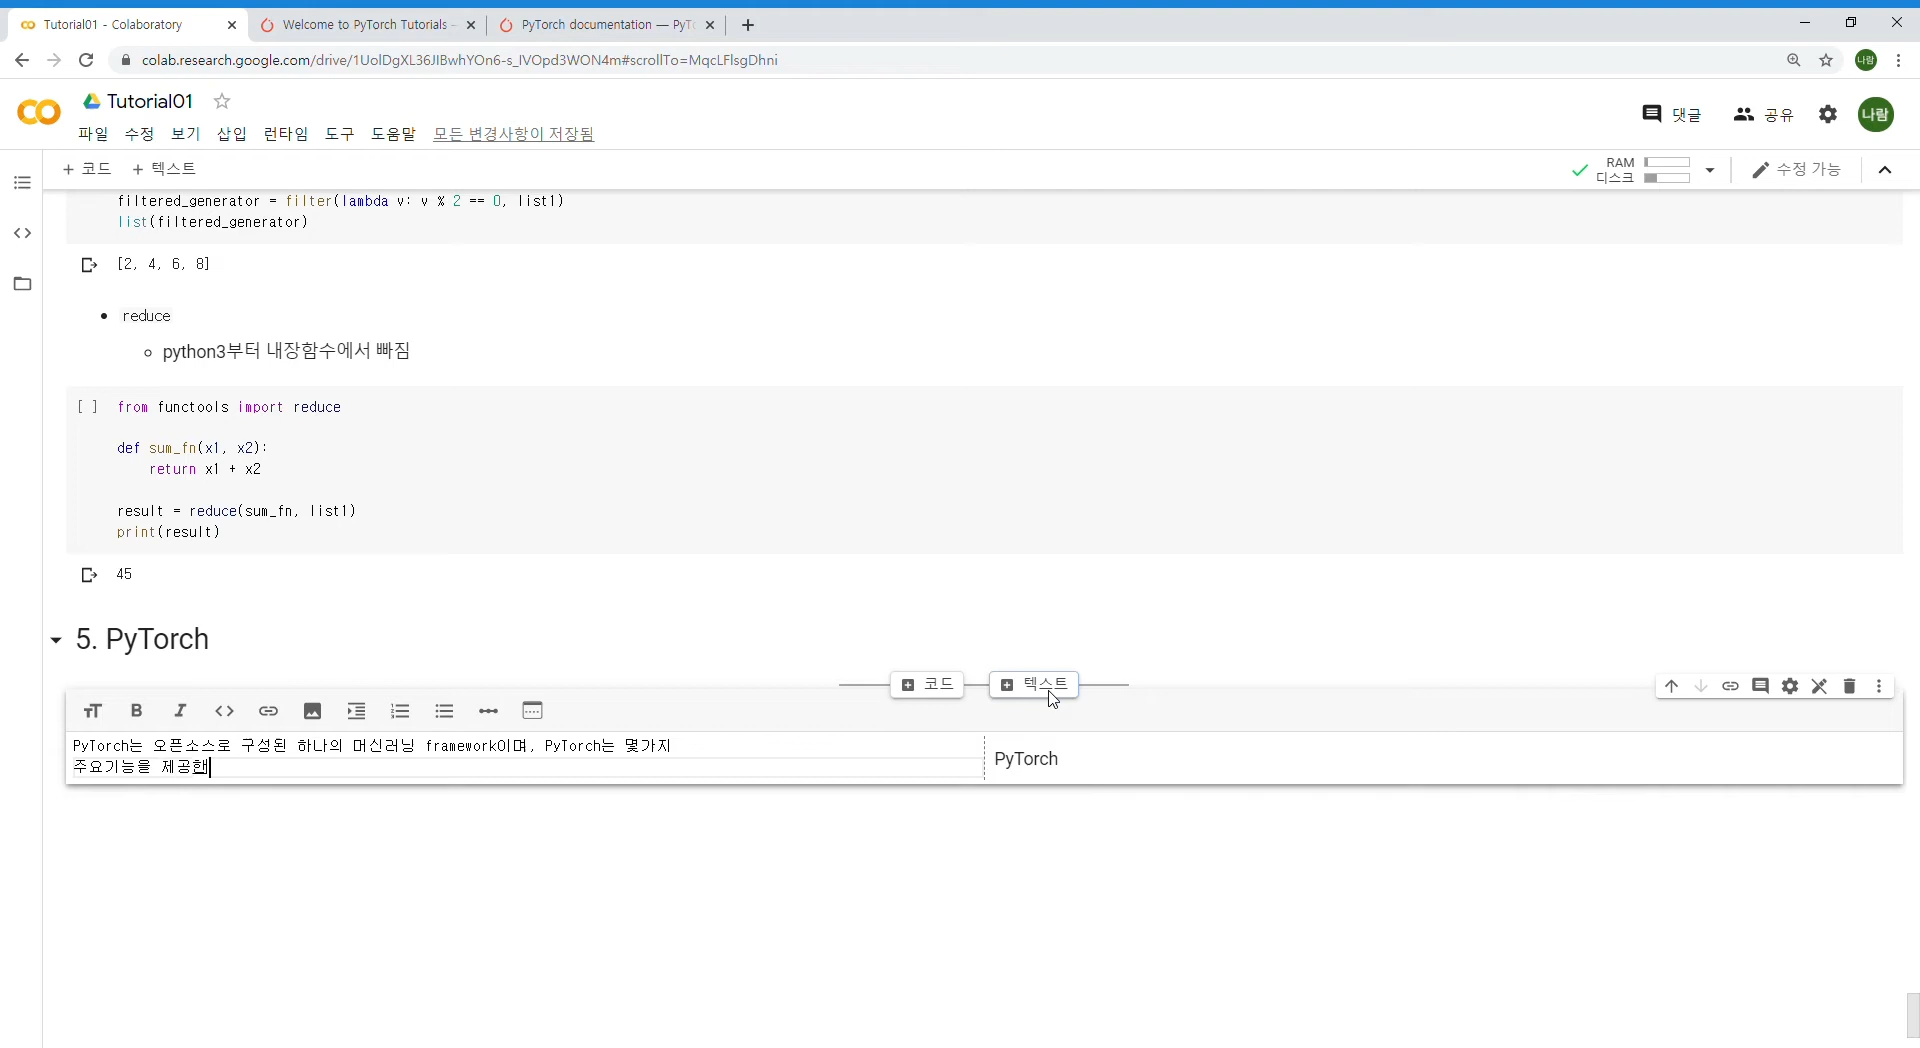 Tutorial01 - Colaboratory
Welcome to PyTorch Tutorials -
PyTorch documentation — PyTo
colab.research.google.com/drive/1UolDgXL36JIBwhYOn6-s_IVOpd3WON4m#scrollTo=MqcLFlsgDhni
나람
Tutorial01
파일 수정 보기 삽입 런타임 도구 도움말 모든 변경사항이 저장됨
댓글 공유 나람
+ 코드 + 텍스트
RAM
디스크
수정 가능
filtered_generator = filter(lambda v: v % 2 == 0, list1)
list(filtered_generator)
[2, 4, 6, 8]
• reduce
python3부터 내장함수에서 빠짐
[ ] from functools import reduce
def sum_fn(x1, x2):
return x1 + x2
result = reduce(sum_fn, list1)
print(result)
45
5. PyTorch
코드 텍스트
PyTorch는 오픈소스로 구성된 하나의 머신러닝 framework이며, PyTorch는 몇가지
주요기능을 제공핸
PyTorch